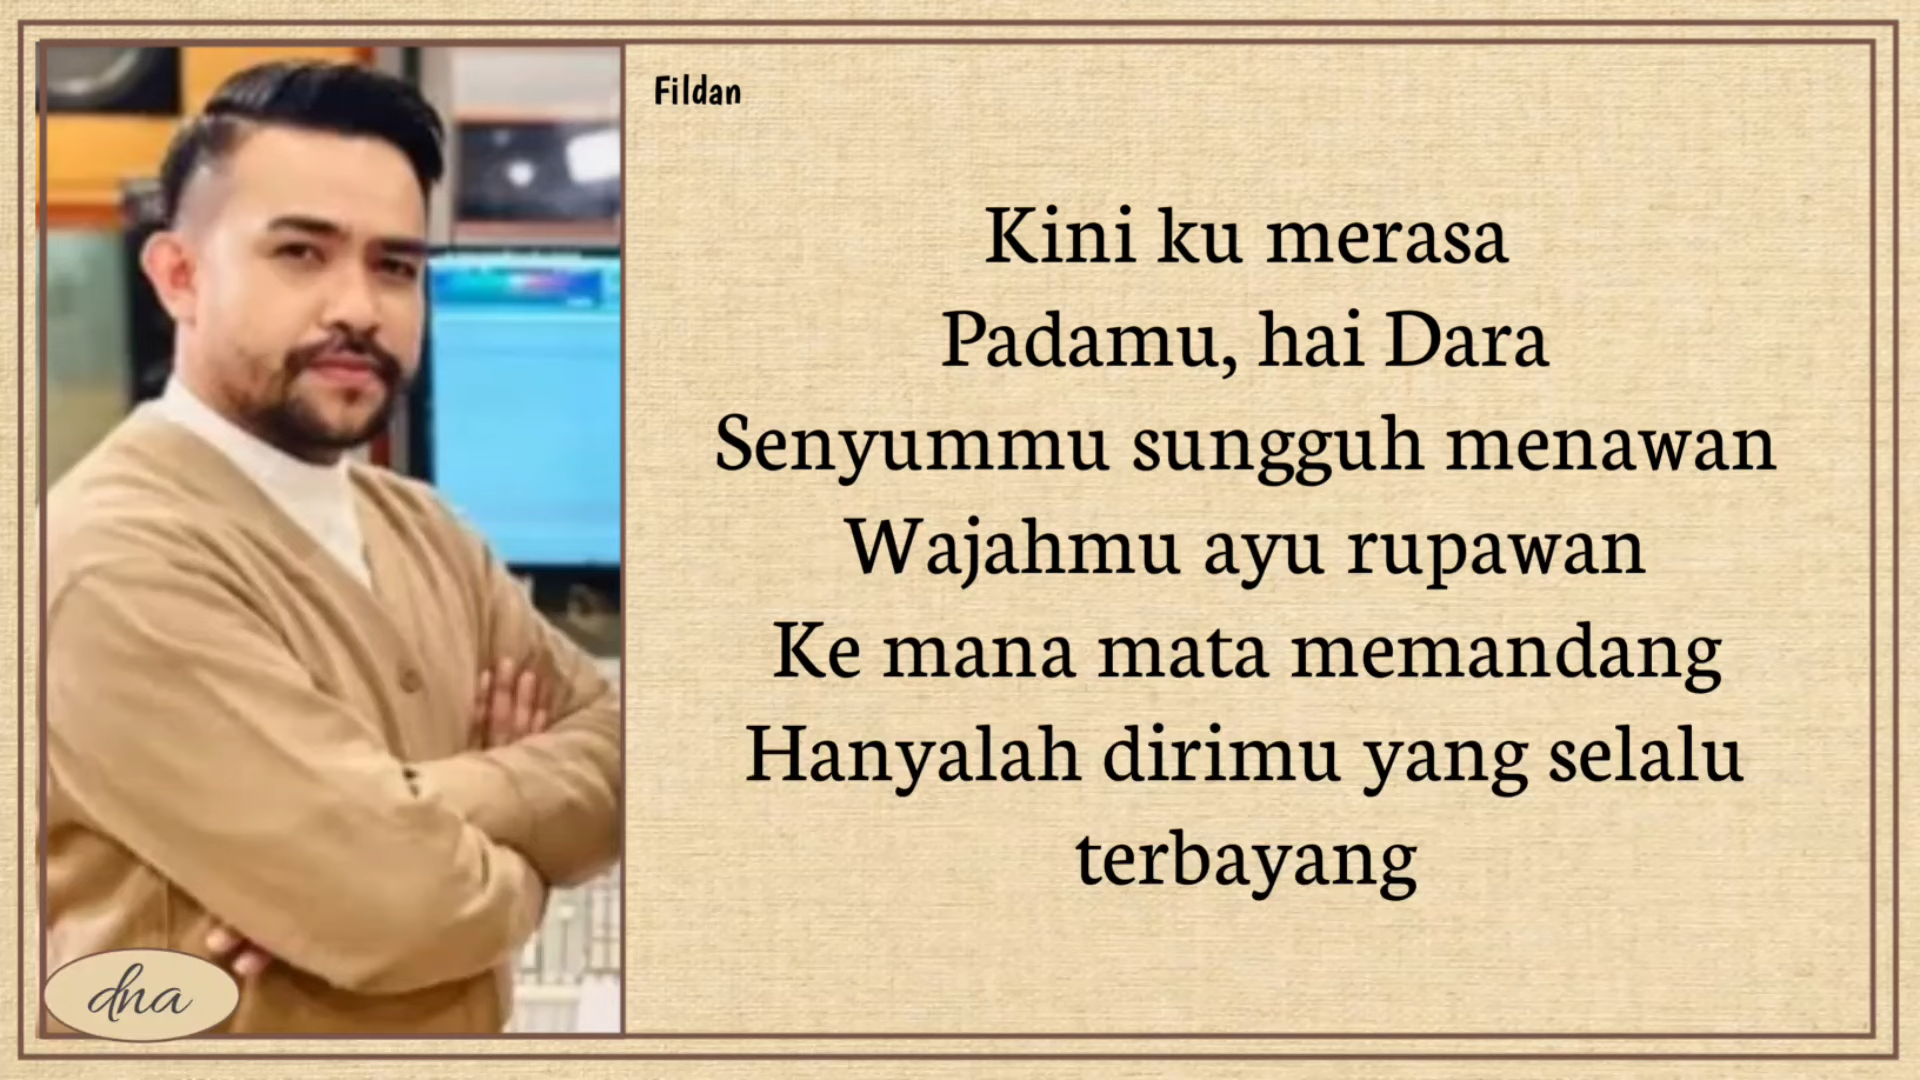 Fildan
Kini ku merasa
Padamu, hai Dara
Senyummu sungguh menawan
Wajahmu ayu rupawan
Ke mana mata memandang
Hanyalah dirimu yang selalu
terbayang
dna